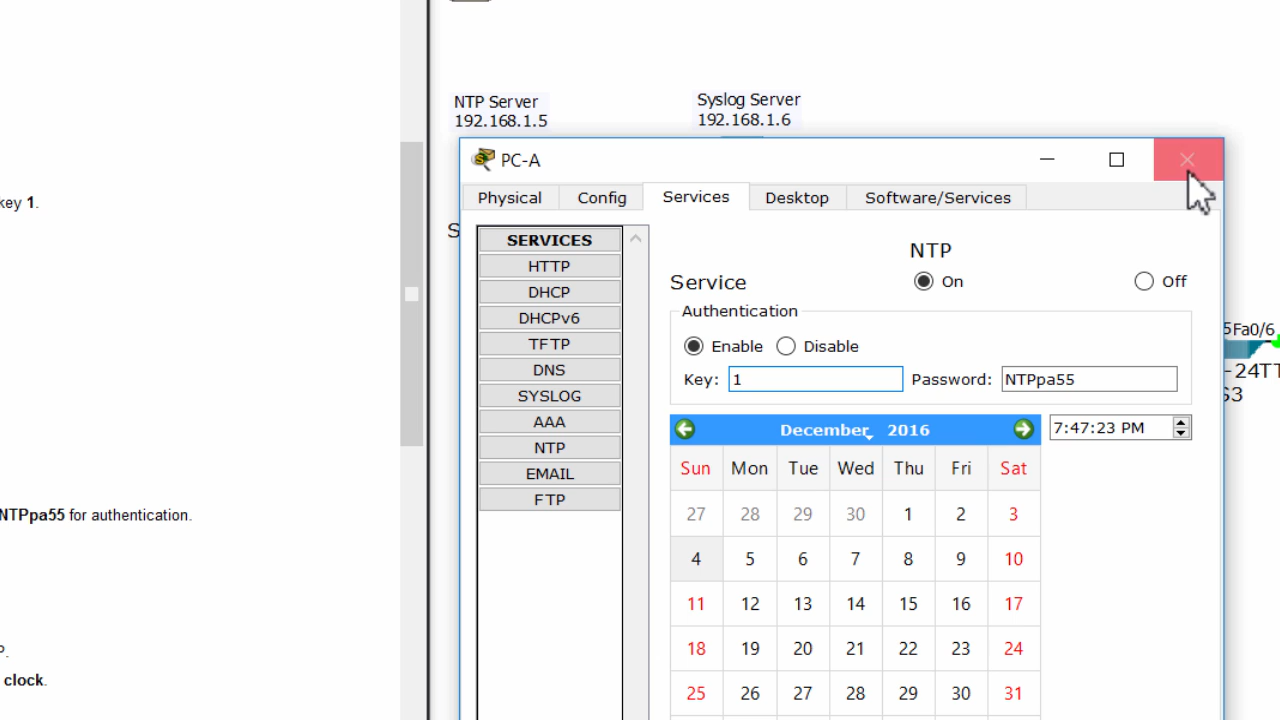 key 1.
NTPpa55 for authentication.
clock.
NTP Server
192.168.1.5
Syslog Server
192.168.1.6
PC-A
Physical Config Services Desktop Software/Services
SERVICES
HTTP
DHCP
DHCPv6
TFTP
DNS
SYSLOG
AAA
NTP
EMAIL
FTP
NTP
Service On Off
Authentication
Enable Disable
Key: 1 Password: NTPpa55
December 2016 7:47:23 PM
Sun Mon Tue Wed Thu Fri Sat
27 28 29 30 1 2 3
4 5 6 7 8 9 10
11 12 13 14 15 16 17
18 19 20 21 22 23 24
25 26 27 28 29 30 31
5Fa0/6
-24TT